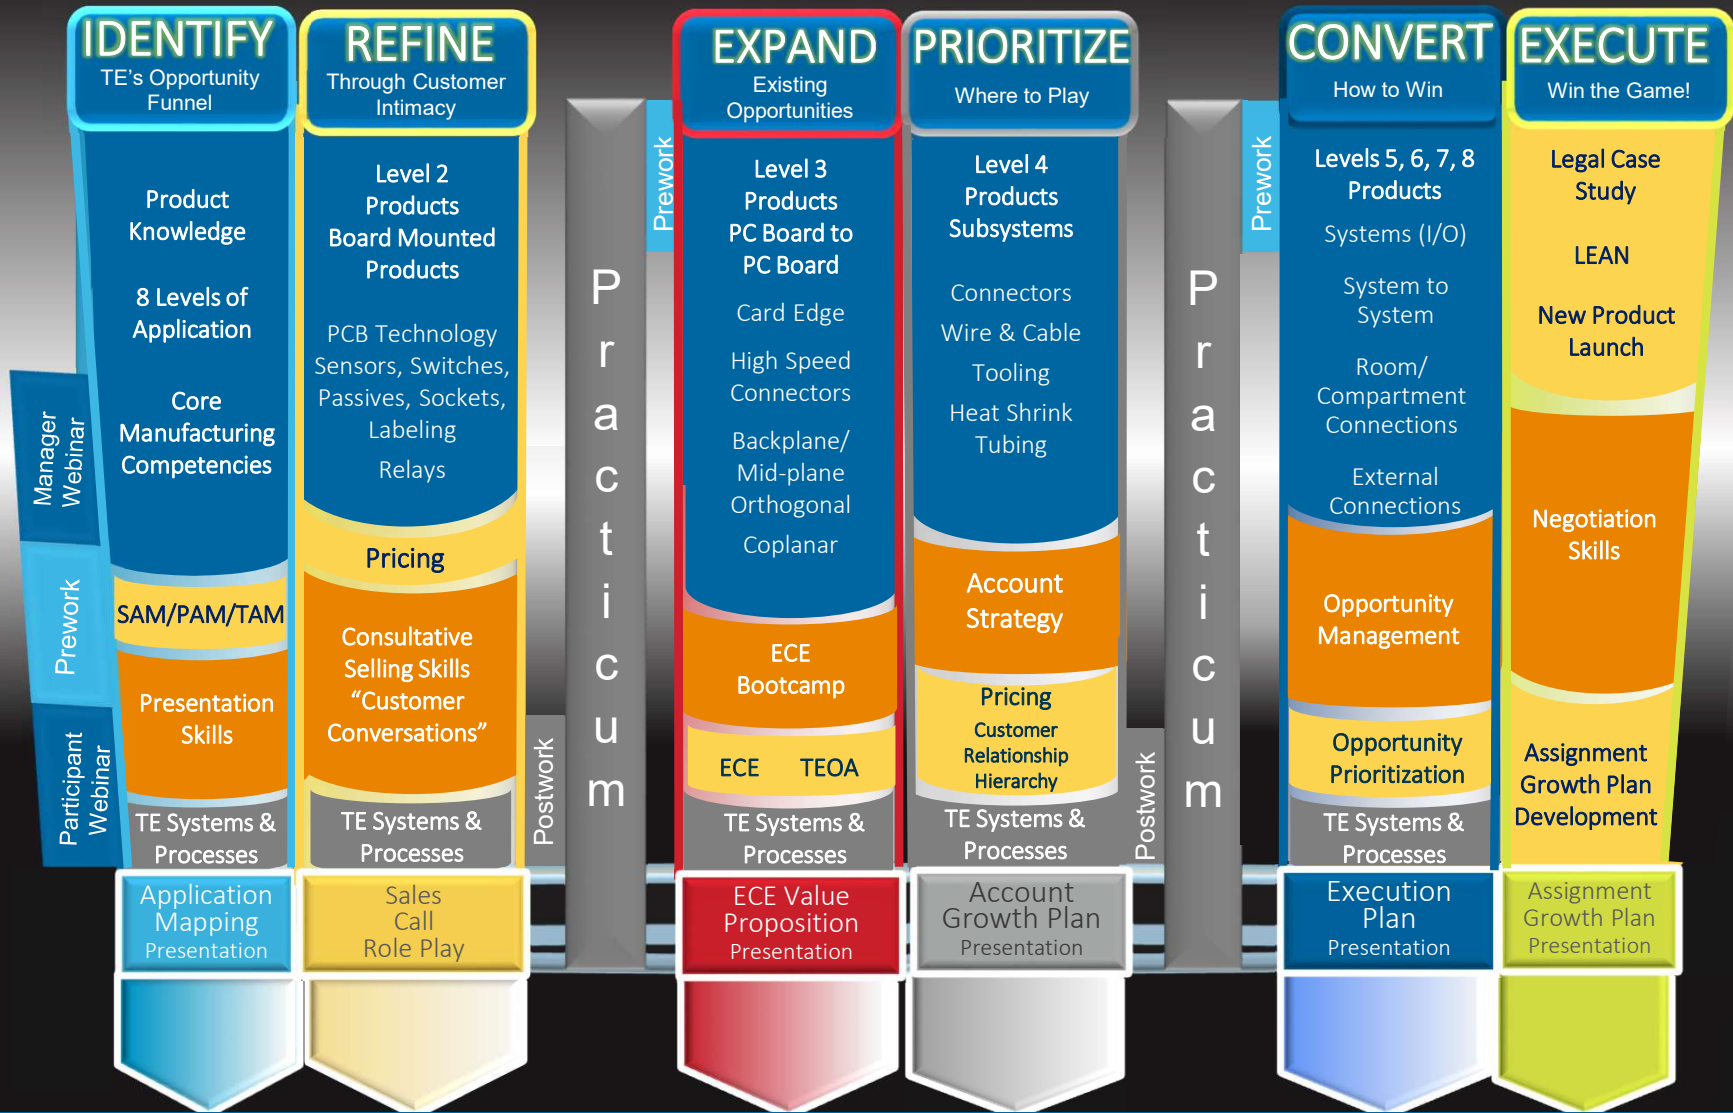 IDENTIFY
TE's Opportunity
Funnel
Product
Knowledge
8 Levels of
Application
Core
Manufacturing
Competencies
SAM/PAM/TAM
Presentation
Skills
TE Systems &
Processes
Application
Mapping
Presentation
Manager
Webinar
Prework
Participant
Webinar
REFINE
Through Customer
Intimacy
Level 2
Products
Board Mounted
Products
PCB Technology
Sensors, Switches,
Passives, Sockets,
Labeling
Relays
Pricing
Consultative
Selling Skills
“Customer
Conversations”
TE Systems &
Processes
Sales
Call
Role Play
Postwork
Practicum
Prework
EXPAND
Existing
Opportunities
Level 3
Products
PC Board to
PC Board
Card Edge
High Speed
Connectors
Backplane/
Mid-plane
Orthogonal
Coplanar
ECE
Bootcamp
ECE TEOA
TE Systems &
Processes
ECE Value
Proposition
Presentation
PRIORITIZE
Where to Play
Level 4
Products
Subsystems
Connectors
Wire & Cable
Tooling
Heat Shrink
Tubing
Account
Strategy
Pricing
Customer
Relationship
Hierarchy
TE Systems &
Processes
Account
Growth Plan
Presentation
Postwork
Practicum
Prework
CONVERT
How to Win
Levels 5, 6, 7, 8
Products
Systems (I/O)
System to
System
Room/
Compartment
Connections
External
Connections
Opportunity
Management
Opportunity
Prioritization
TE Systems &
Processes
Execution
Plan
Presentation
EXECUTE
Win the Game!
Legal Case
Study
LEAN
New Product
Launch
Negotiation
Skills
Assignment
Growth Plan
Development
Assignment
Growth Plan
Presentation